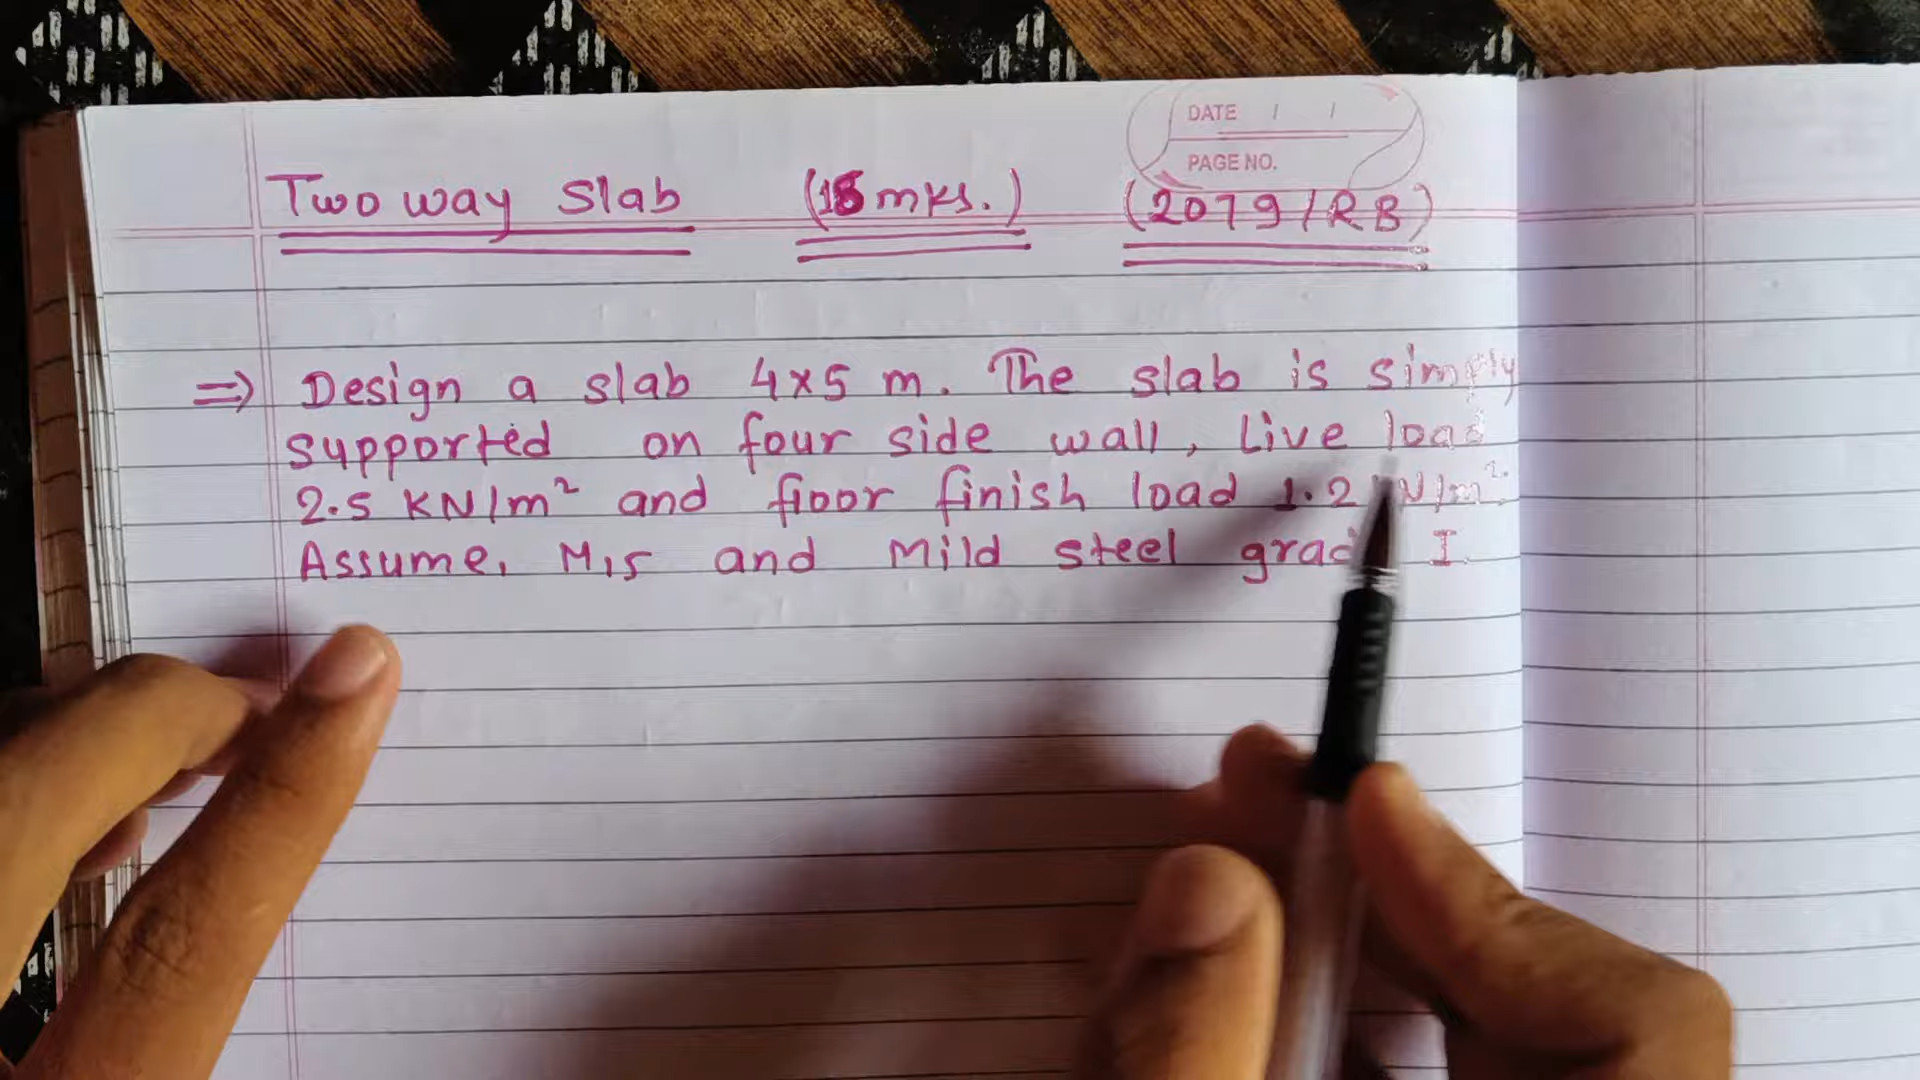 DATE / /
PAGE NO.
Two way Slab (15 mks.) (2079/RB)
=> Design a slab 4x5 m. The slab is simply
supported on four side wall, Live load
2.5 KN/m² and floor finish load 1.2 KN/m².
Assume, M15 and Mild steel grade I.